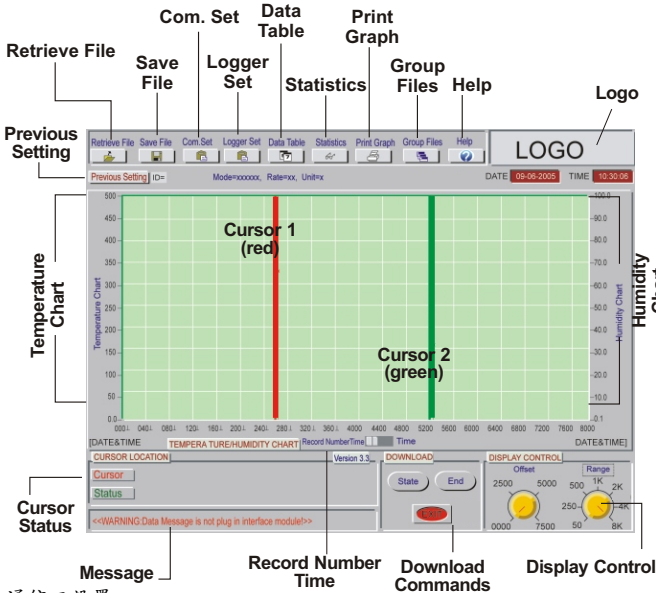 Retrieve File
Save
File
Com. Set
Logger
Set
Data
Table
Statistics
Print
Graph
Group
Files
Help
Logo
Previous
Setting
Retrieve File Save File Com.Set Logger Set Data Table Statistics Print Graph Group Files Help
LOGO
Previous Setting ID= Mode=xxxxxx, Rate=xx, Unit=x
DATE 09-06-2005 TIME 10:30:06
Temperature
Chart
Temperature Chart
500
450
400
350
300
250
200
150
100
50
0.0
Cursor 1
(red)
Cursor 2
(green)
100.0
90.0
80.0
70.0
60.0
50.0
40.0
30.0
20.0
10.0
0.1
Humidity Chart
Humidity
Chart
5200 5600 6000 6400 6800 7200 7600 8000
[DATE&TIME TEMPERA TURE/HUMIDITY CHART Record NumberTime Time DATE&TIME]
CURSOR LOCATION Version 3.3
Cursor
Status
<<WARNING:Data Message is not plug in interface module!>>
DOWNLOAD
State End
EXIT
DISPLAY CONTROL
Offset
2500 5000
0000 7500
Range
500 1K 2K
250 4K
50 8K
Cursor
Status
Message
Record Number
Time
Download
Commands
Display Control